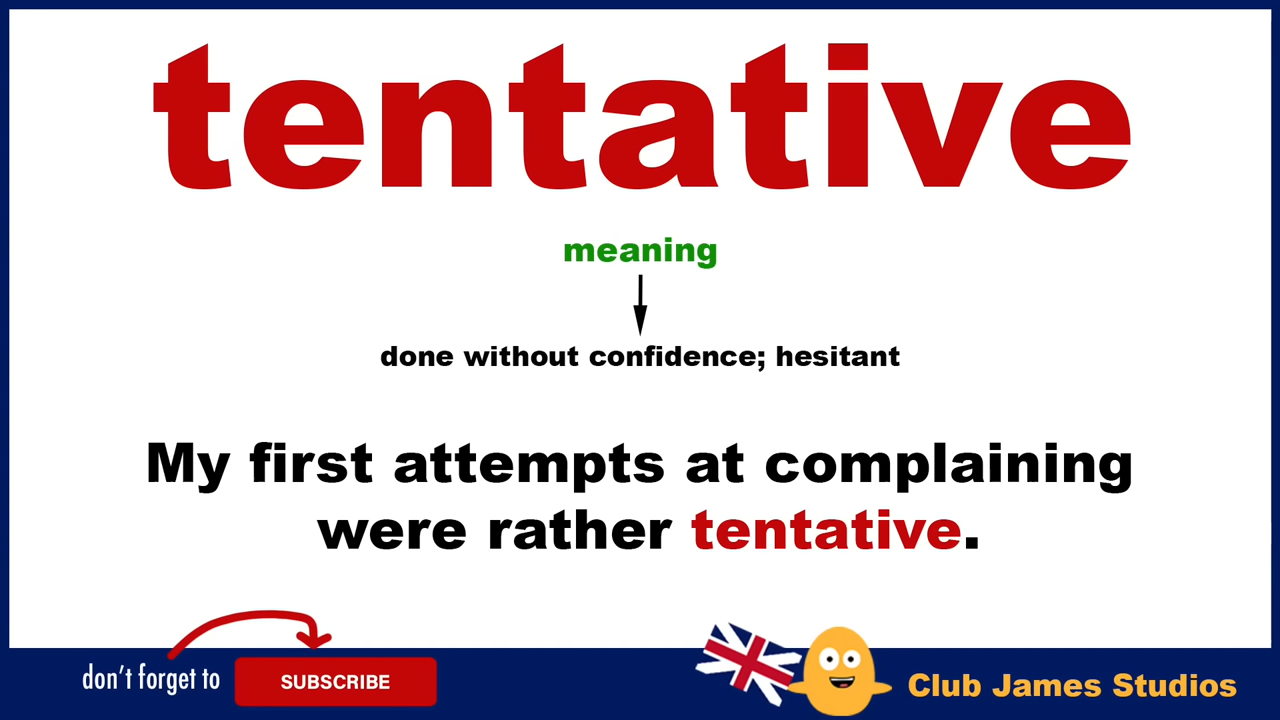 tentative
meaning
done without confidence; hesitant
My first attempts at complaining
were rather tentative.
don't forget to
SUBSCRIBE
Club James Studios